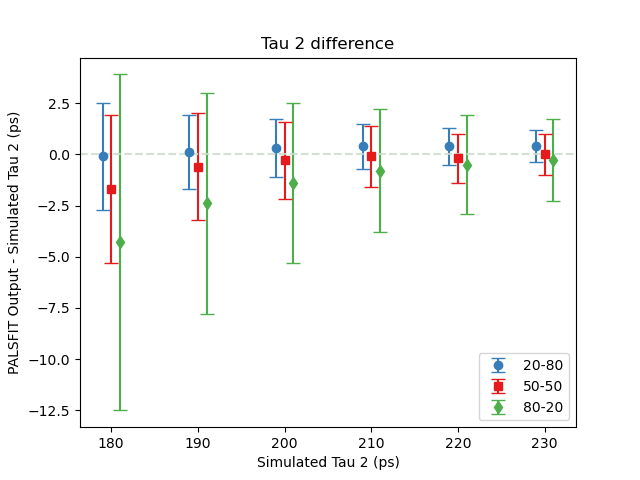 Tau 2 difference
PALSFIT Output - Simulated Tau 2 (ps)
2.5
0.0
−2.5
−5.0
−7.5
−10.0
−12.5
20-80
50-50
80-20
180 190 200 210 220 230
Simulated Tau 2 (ps)